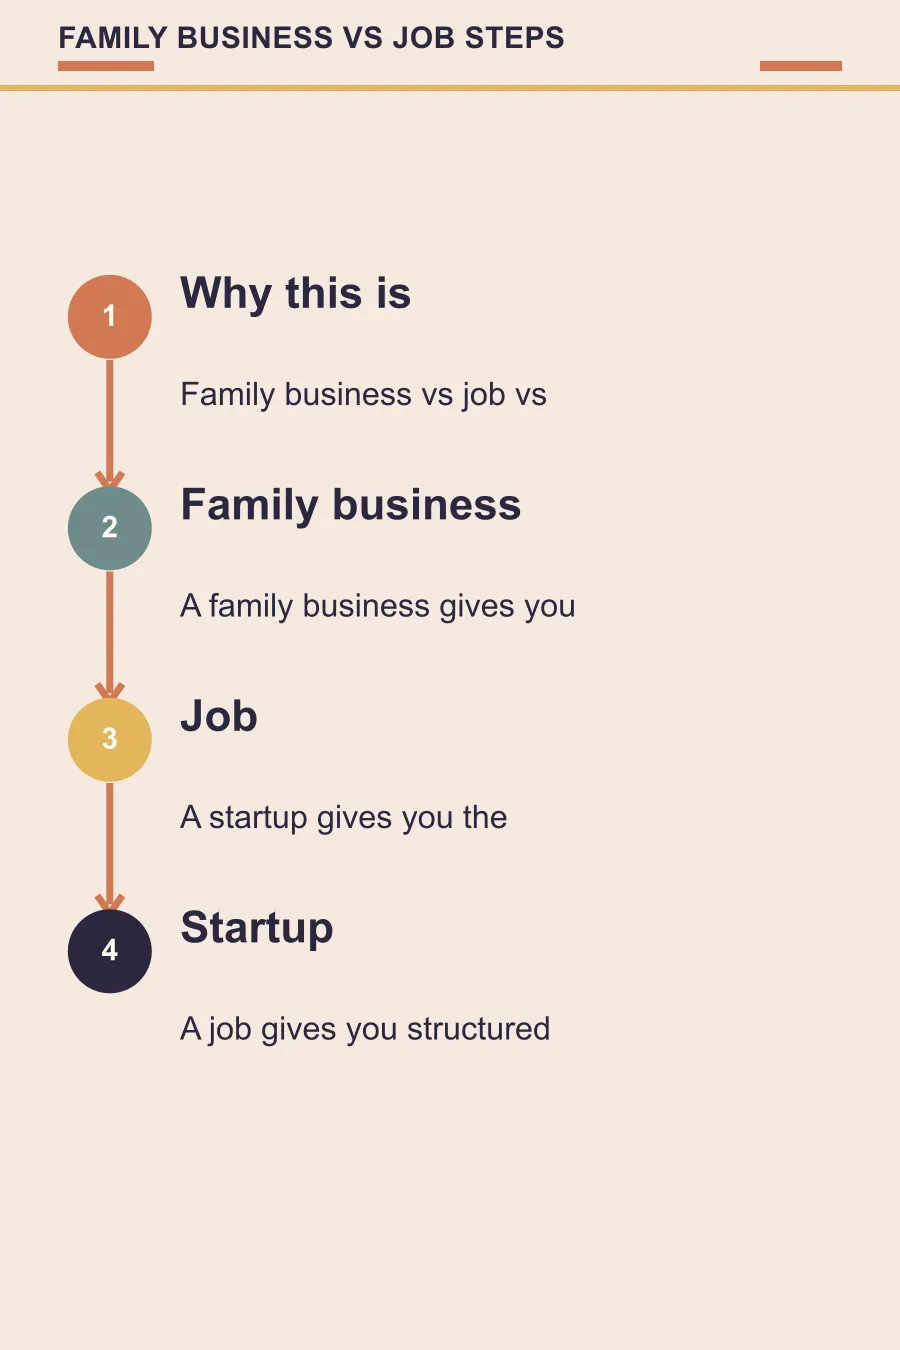 FAMILY BUSINESS VS JOB STEPS
1
Why this is
Family business vs job vs
2
Family business
A family business gives you
3
Job
A startup gives you the
4
Startup
A job gives you structured